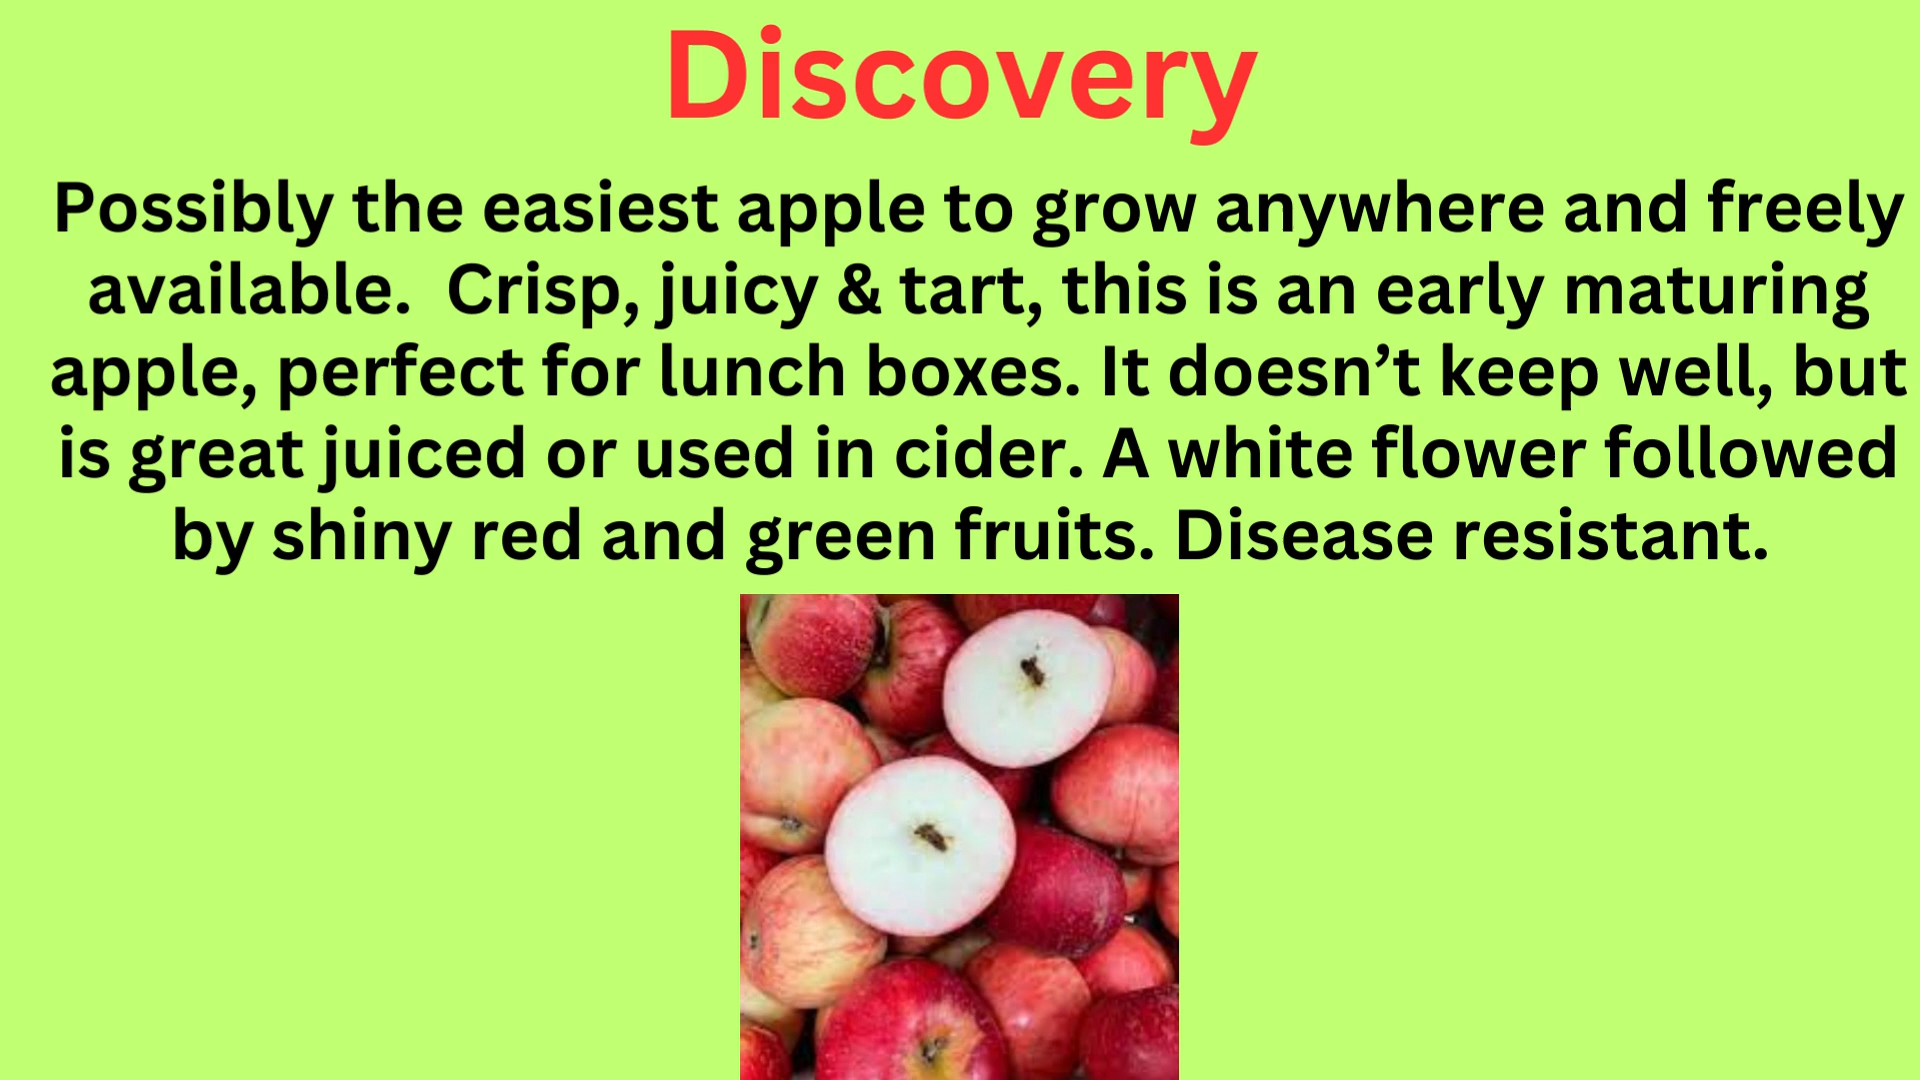 Discovery
Possibly the easiest apple to grow anywhere and freely
available.  Crisp, juicy & tart, this is an early maturing
apple, perfect for lunch boxes. It doesn’t keep well, but
is great juiced or used in cider. A white flower followed
by shiny red and green fruits. Disease resistant.